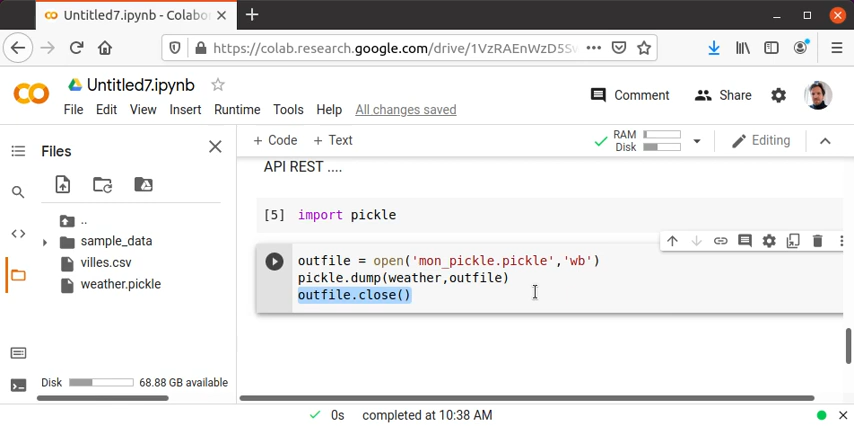 Untitled7.ipynb - Colabo
https://colab.research.google.com/drive/1VzRAEnWzD5Sw
Untitled7.ipynb
File Edit View Insert Runtime Tools Help All changes saved
Comment
Share
Files
+ Code + Text
RAM
Disk
Editing
API REST ....
..
sample_data
villes.csv
weather.pickle
[5] import pickle
outfile = open('mon_pickle.pickle','wb')
pickle.dump(weather,outfile)
outfile.close()
Disk 68.88 GB available
0s completed at 10:38 AM